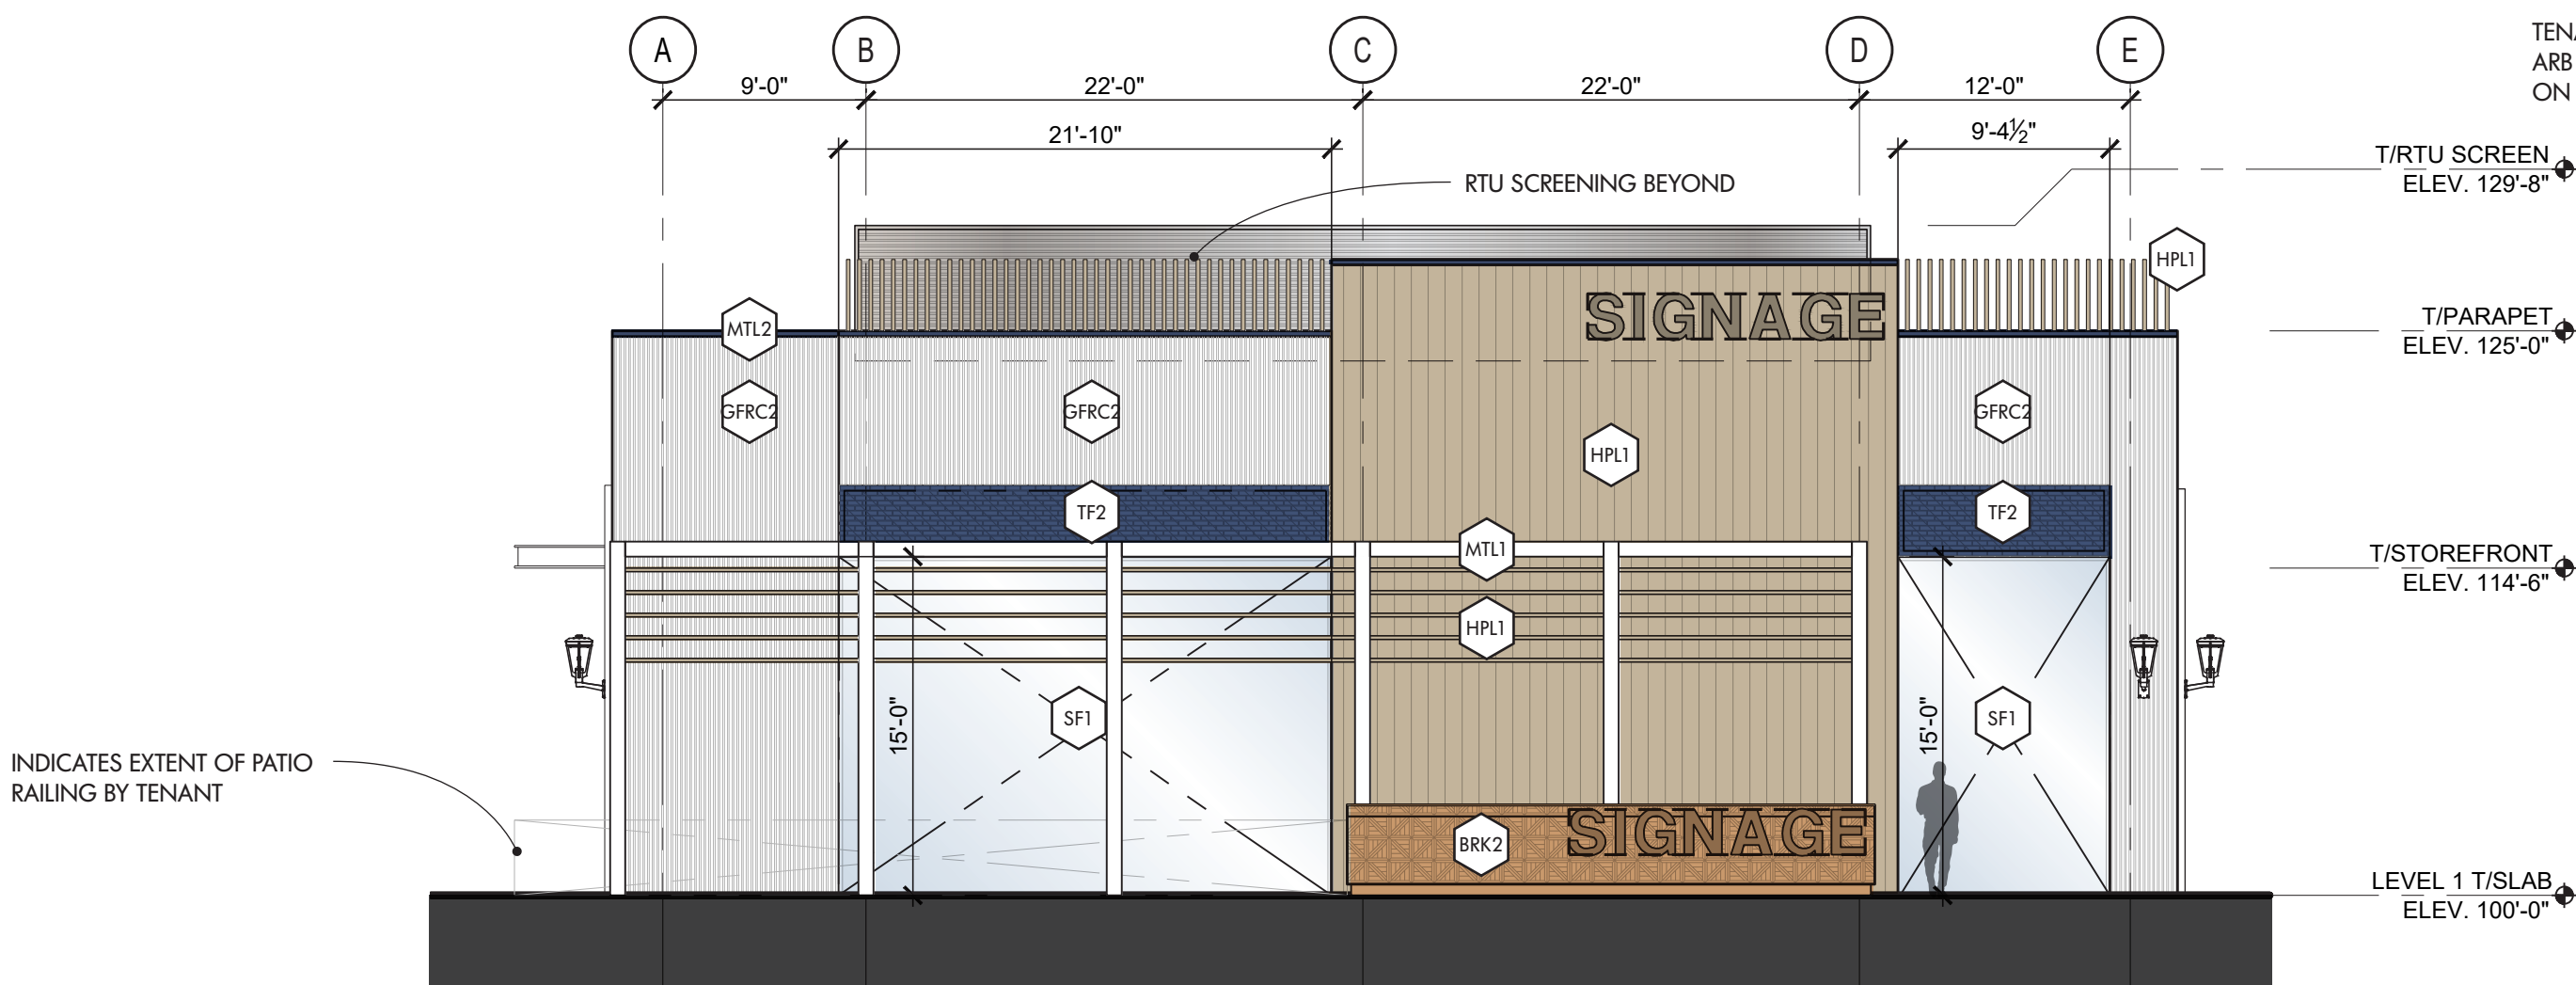 A
B
C
D
E
TENA
ARB
ON
9'-0"
22'-0"
22'-0"
12'-0"
21'-10"
9'-4½"
RTU SCREENING BEYOND
T/RTU SCREEN
ELEV. 129'-8"
HPL1
SIGNAGE
MTL2
T/PARAPET
ELEV. 125'-0"
GFRC2
GFRC2
GFRC2
HPL1
TF2
TF2
MTL1
T/STOREFRONT
ELEV. 114'-6"
HPL1
SF1
SF1
15'-0"
15'-0"
INDICATES EXTENT OF PATIO
RAILING BY TENANT
BRK2
SIGNAGE
LEVEL 1 T/SLAB
ELEV. 100'-0"